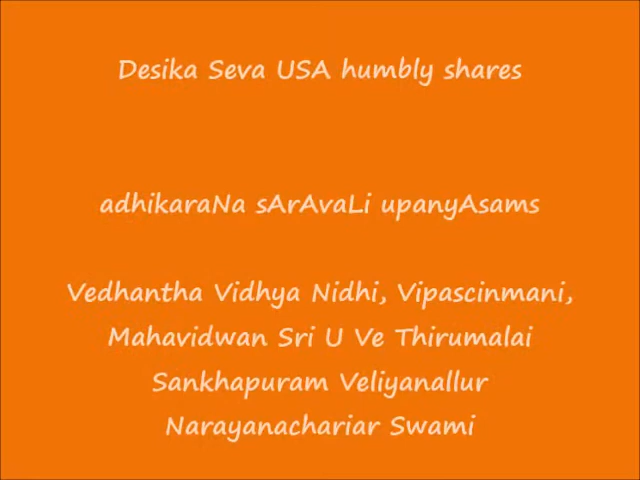 Desika Seva USA humbly shares
adhikaraNa sArAvaLi upanyAsams
Vedhantha Vidhya Nidhi, Vipascinmani,
Mahavidwan Sri U Ve Thirumalai
Sankhapuram Veliyanallur
Narayanachariar Swami